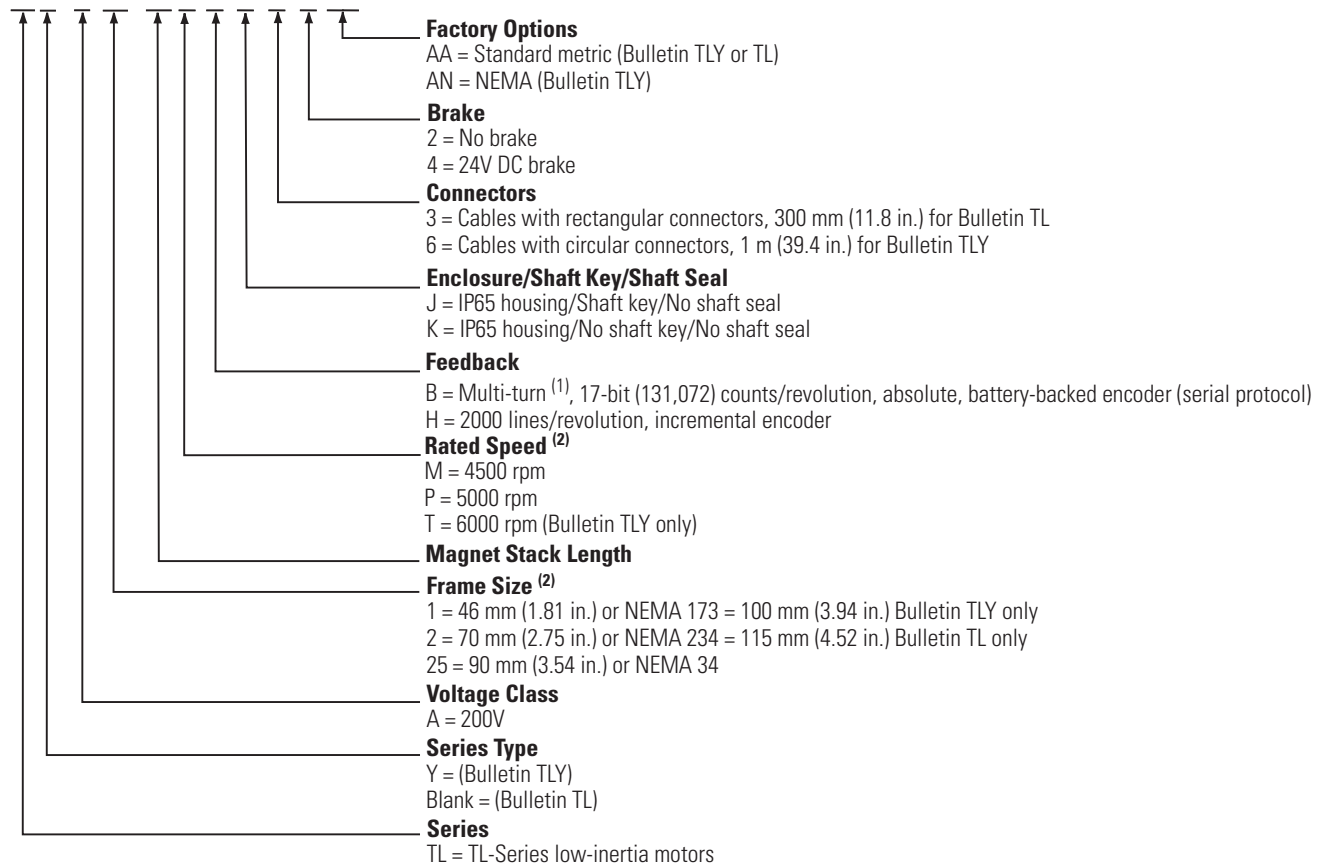 Factory Options
AA = Standard metric (Bulletin TLY or TL)
AN = NEMA (Bulletin TLY)
Brake
2 = No brake
4 = 24V DC brake
Connectors
3 = Cables with rectangular connectors, 300 mm (11.8 in.) for Bulletin TL
6 = Cables with circular connectors, 1 m (39.4 in.) for Bulletin TLY
Enclosure/Shaft Key/Shaft Seal
J = IP65 housing/Shaft key/No shaft seal
K = IP65 housing/No shaft key/No shaft seal
Feedback
B = Multi-turn (1), 17-bit (131,072) counts/revolution, absolute, battery-backed encoder (serial protocol)
H = 2000 lines/revolution, incremental encoder
Rated Speed (2)
M = 4500 rpm
P = 5000 rpm
T = 6000 rpm (Bulletin TLY only)
Magnet Stack Length
Frame Size (2)
1 = 46 mm (1.81 in.) or NEMA 173 = 100 mm (3.94 in.) Bulletin TLY only
2 = 70 mm (2.75 in.) or NEMA 234 = 115 mm (4.52 in.) Bulletin TL only
25 = 90 mm (3.54 in.) or NEMA 34
Voltage Class
A = 200V
Series Type
Y = (Bulletin TLY)
Blank = (Bulletin TL)
Series
TL = TL-Series low-inertia motors